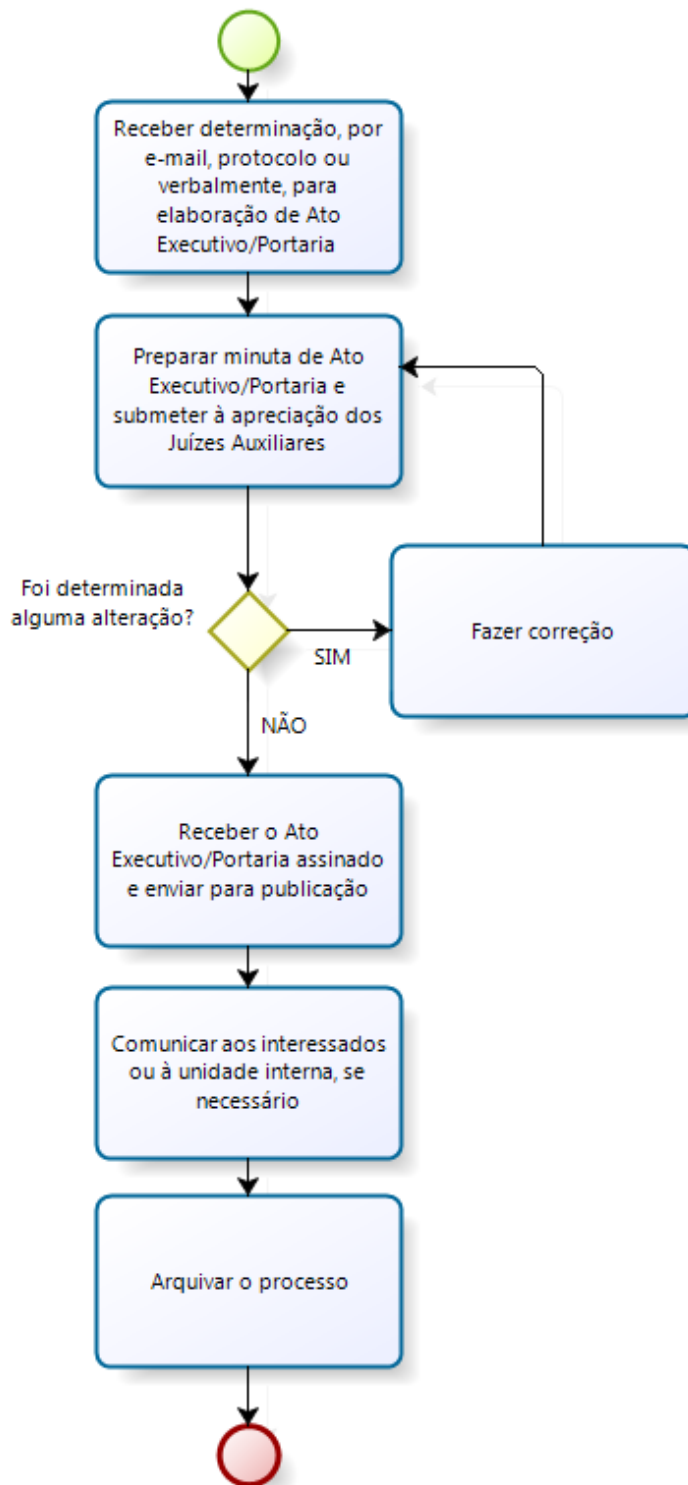 Receber determinação, por
e-mail, protocolo ou
verbalmente, para
elaboração de Ato
Executivo/Portaria
Preparar minuta de Ato
Executivo/Portaria e
submeter à apreciação dos
Juízes Auxiliares
Foi determinada
alguma alteração?
SIM
Fazer correção
NÃO
Receber o Ato
Executivo/Portaria assinado
e enviar para publicação
Comunicar aos interessados
ou à unidade interna, se
necessário
Arquivar o processo